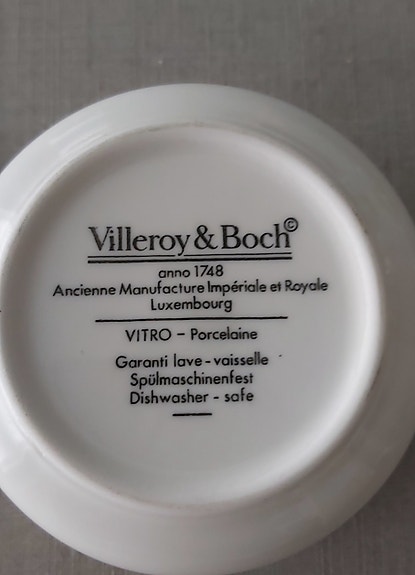 Villeroy & Boch©
anno 1748
Ancienne Manufacture Impériale et Royale
Luxembourg
VITRO – Porcelaine
Garanti lave - vaisselle
Spülmaschinenfest
Dishwasher - safe